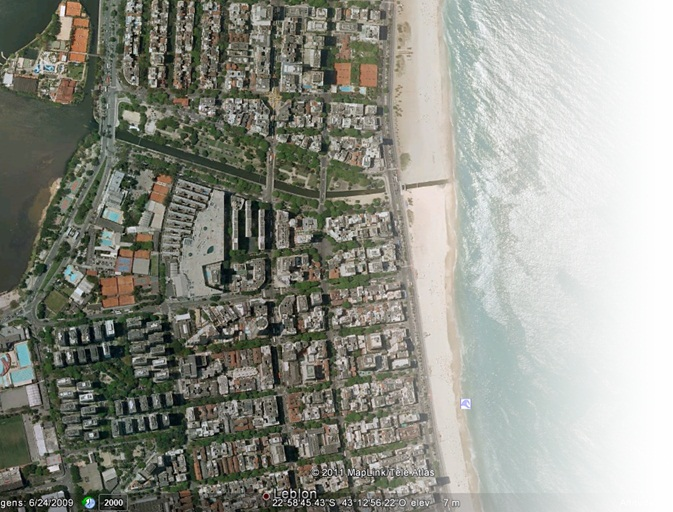 © 2011 MapLink/Tele Atlas
Leblon
gens: 6/24/2009 2000 22°58'45.43"S 43°12'56.22"O elev 7 m